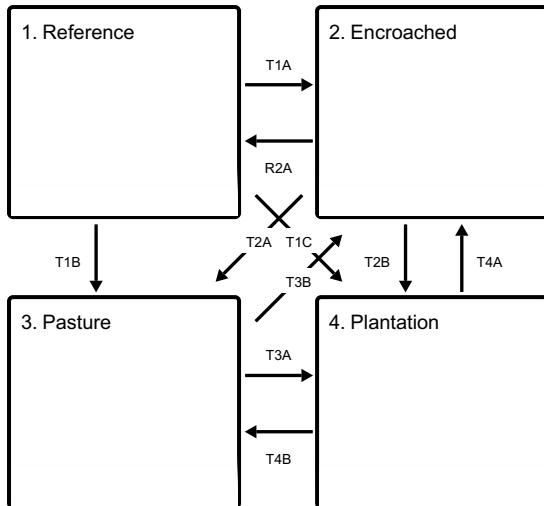 1. Reference
2. Encroached
T1A
R2A
T1B
T2A
T1C
T3B
T2B
T4A
3. Pasture
4. Plantation
T3A
T4B